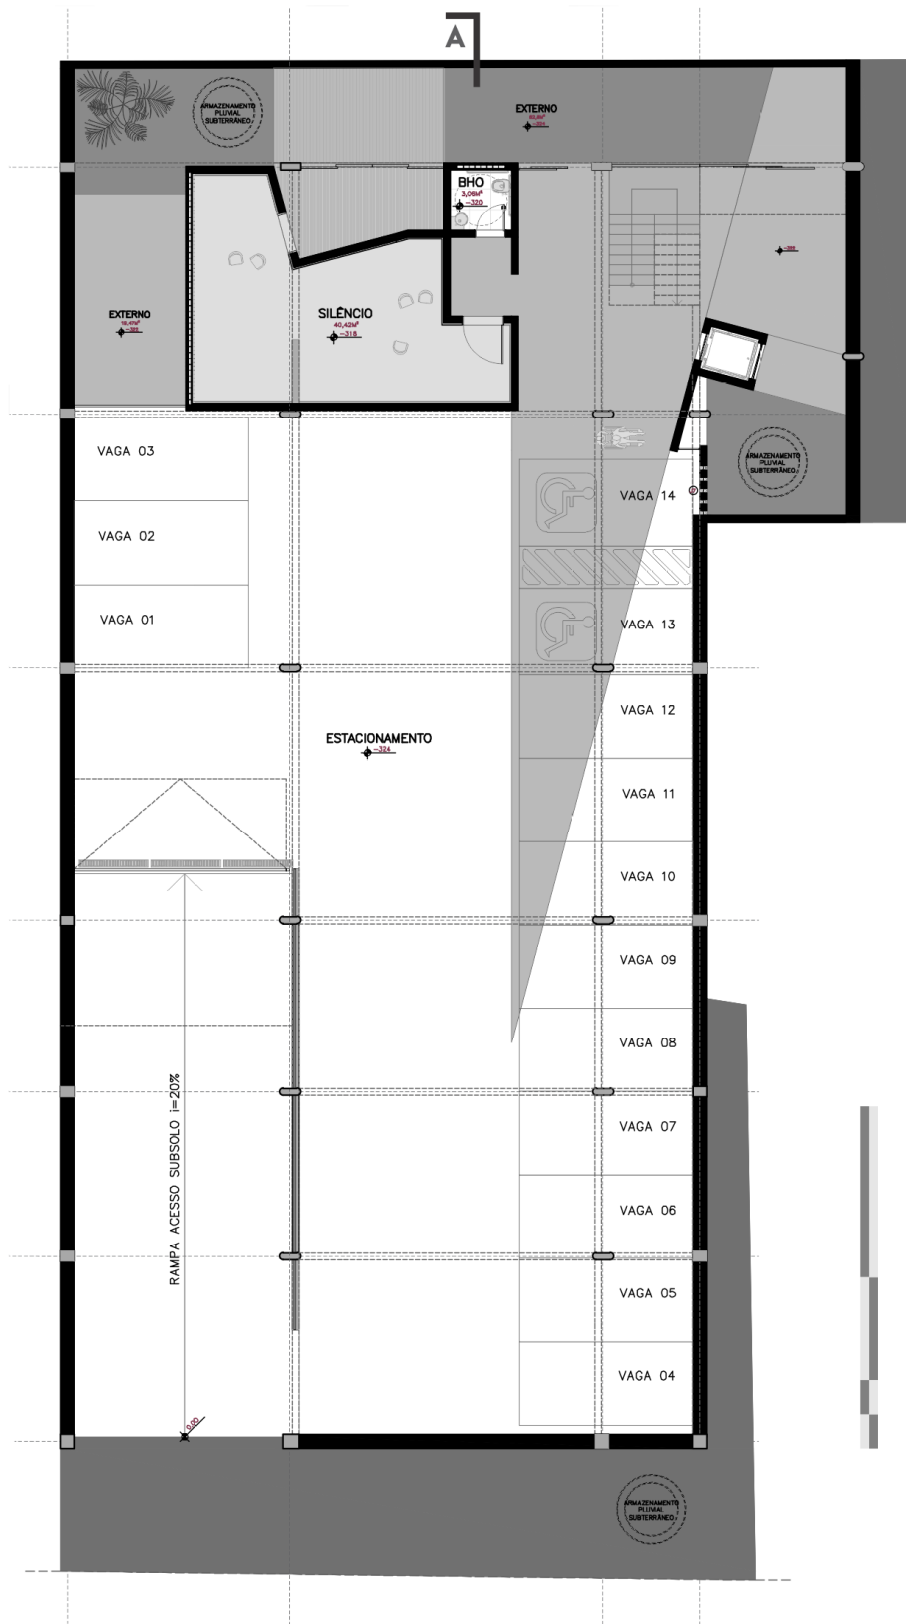 A
ARMAZENAMENTO
PLUVIAL
SUBTERRÂNEO
EXTERNO
-324
BHO
3,06M²
-320
EXTERNO
-322
SILÊNCIO
40,42M²
-318
VAGA 03
VAGA 02
VAGA 01
ARMAZENAMENTO
PLUVIAL
SUBTERRÂNEO
VAGA 14
VAGA 13
VAGA 12
ESTACIONAMENTO
-324
VAGA 11
VAGA 10
VAGA 09
VAGA 08
VAGA 07
VAGA 06
VAGA 05
VAGA 04
RAMPA ACESSO SUBSOLO i=20%
0,00
ARMAZENAMENTO
PLUVIAL
SUBTERRÂNEO